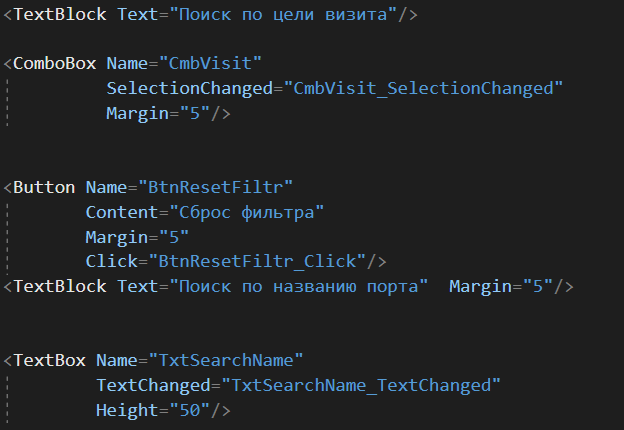 <TextBlock Text="Поиск по цели визита"/>
<ComboBox Name="CmbVisit"
SelectionChanged="CmbVisit_SelectionChanged"
Margin="5"/>
<Button Name="BtnResetFiltr"
Content="Сброс фильтра"
Margin="5"
Click="BtnResetFiltr_Click"/>
<TextBlock Text="Поиск по названию порта"  Margin="5"/>
<TextBox Name="TxtSearchName"
TextChanged="TxtSearchName_TextChanged"
Height="50"/>